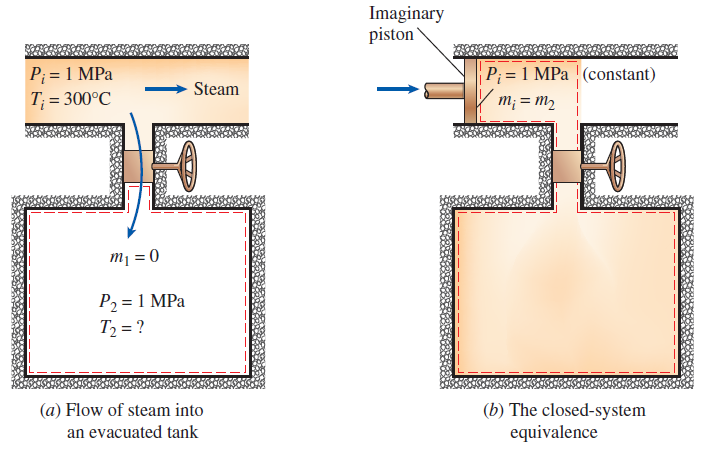 Imaginary
piston
Pᵢ = 1 MPa
Tᵢ = 300°C
Steam
m₁ = 0
P₂ = 1 MPa
T₂ = ?
(a) Flow of steam into
an evacuated tank
Pᵢ = 1 MPa (constant)
mᵢ = m₂
(b) The closed-system
equivalence